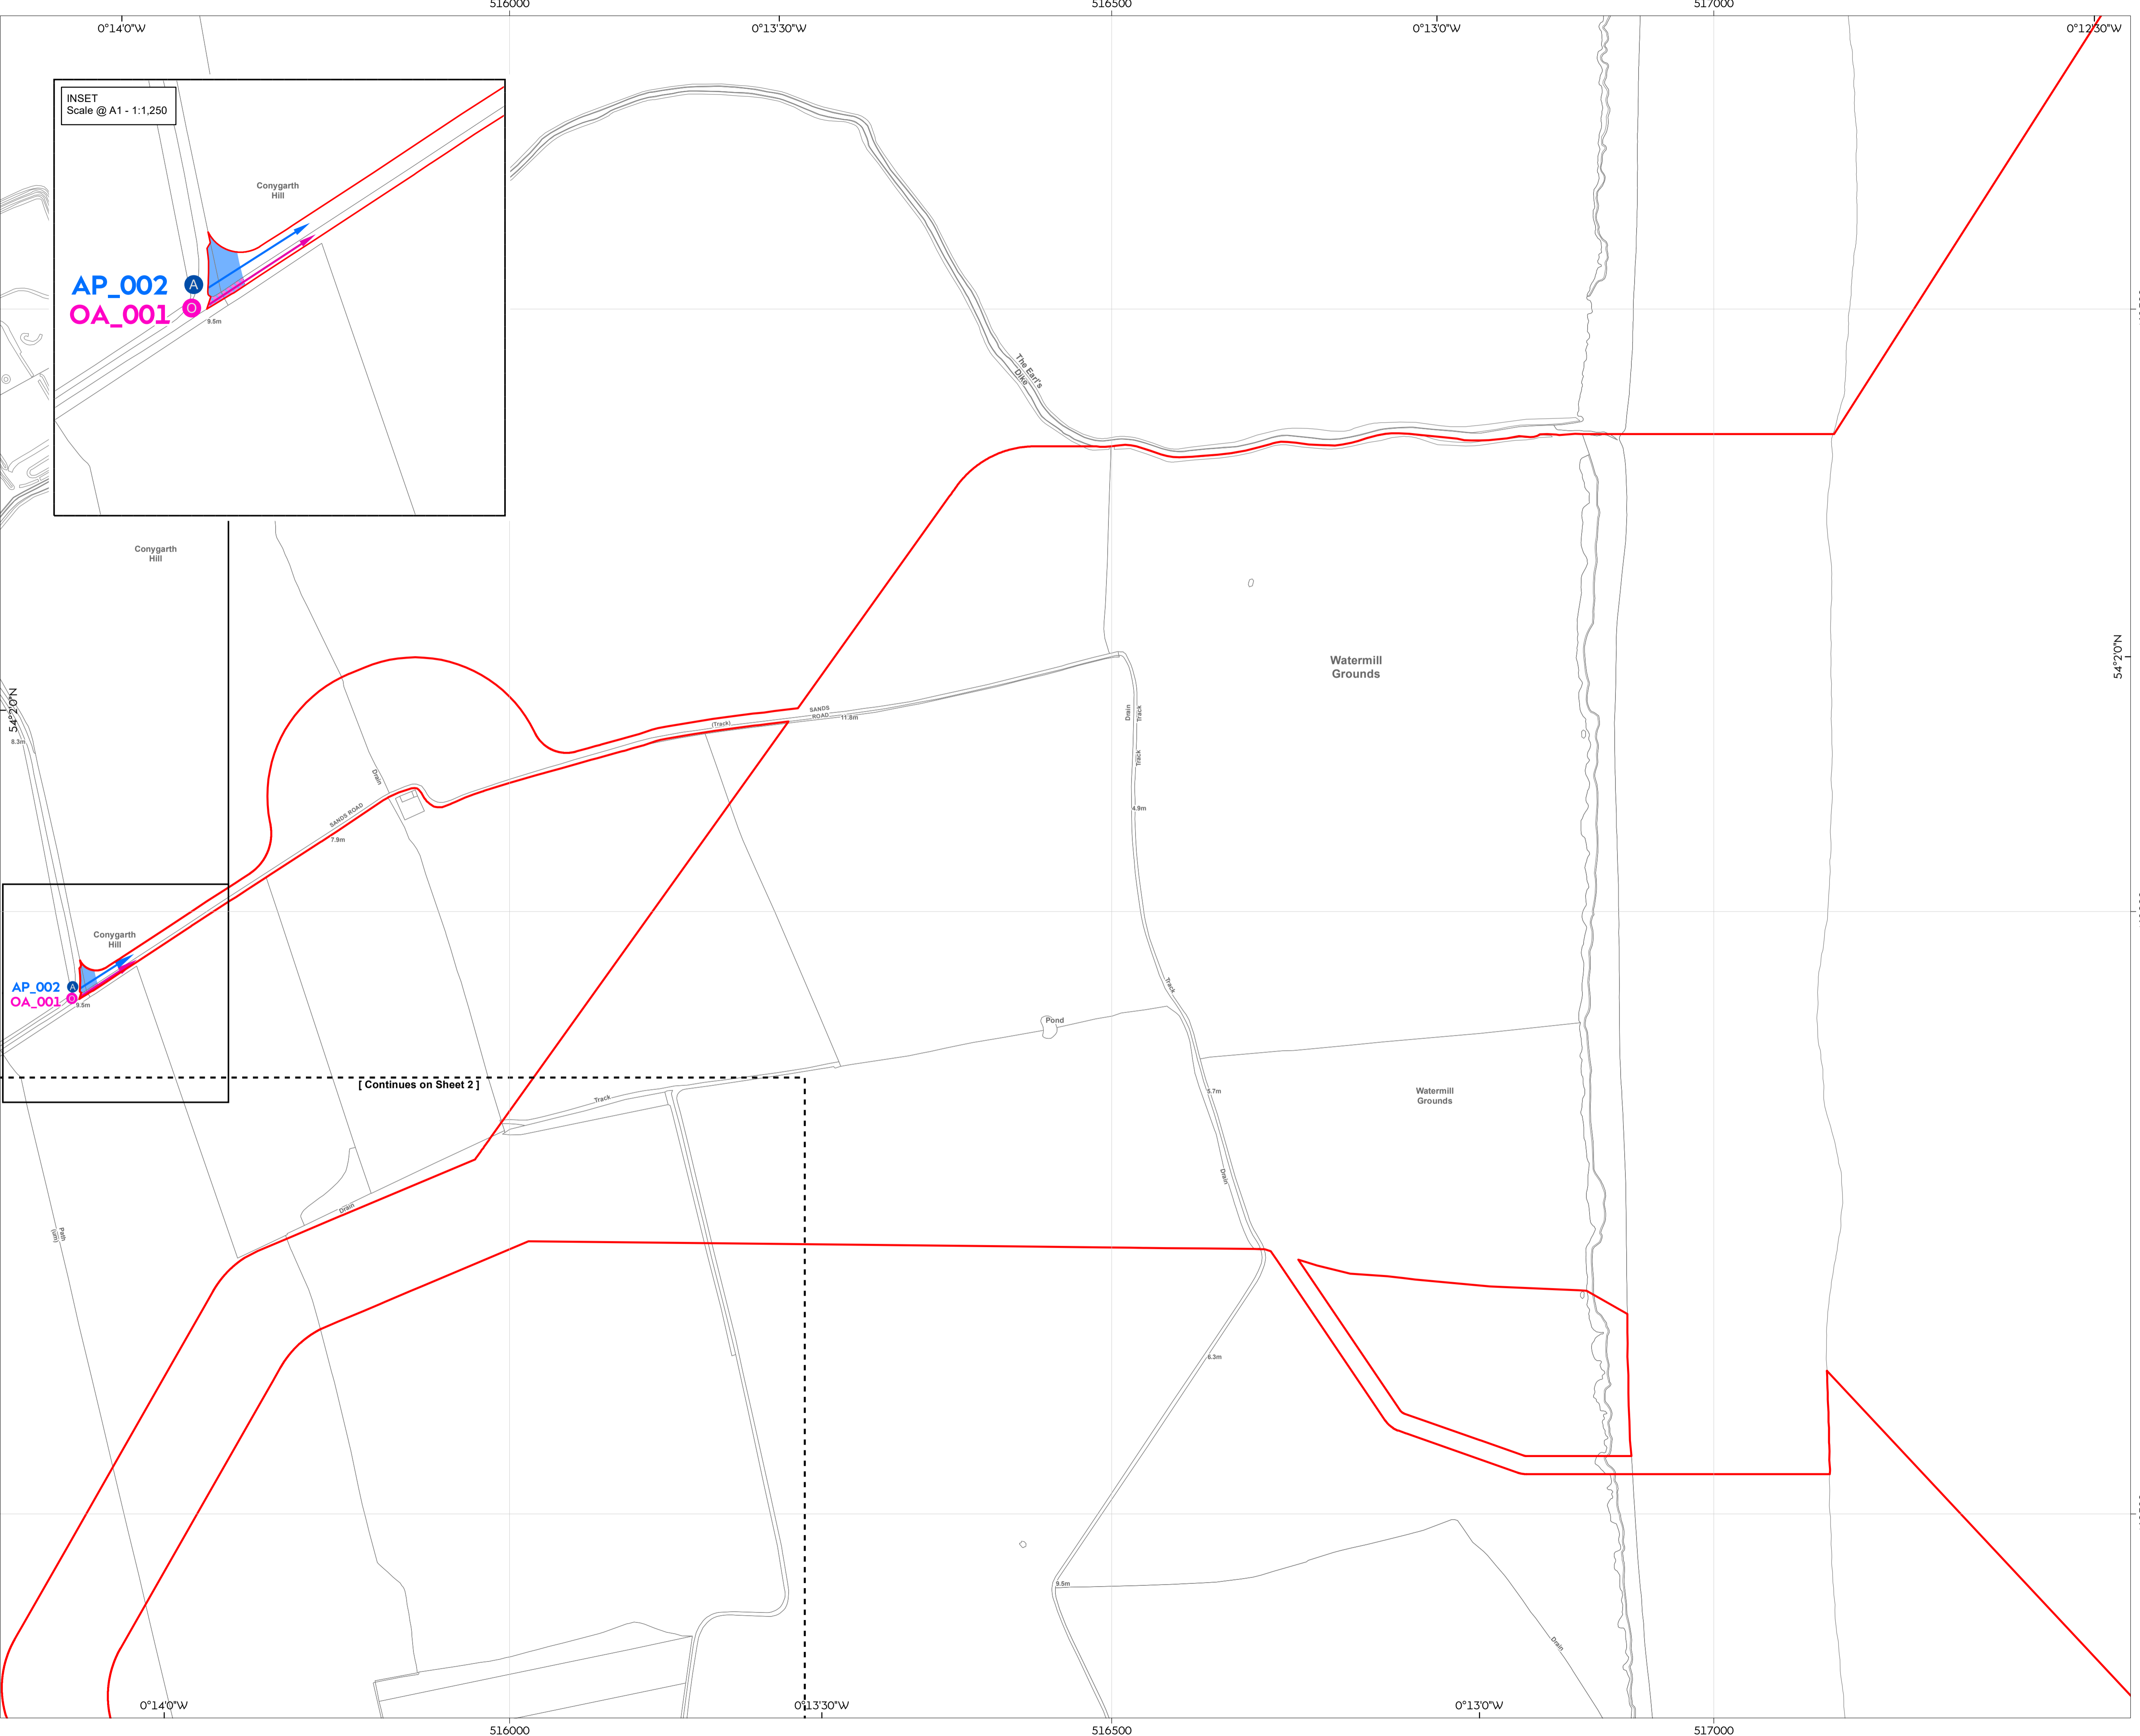 516000
516500
517000
0°14'0"W
0°13'30"W
0°13'0"W
0°12'30"W
INSET
Scale @ A1 - 1:1,250
Conygarth
Hill
AP_002
A
OA_001
O
9.5m
The Earl's
Dike
Conygarth
Hill
54°2'0"N
54°2'0"N
8.3m
Watermill
Grounds
(Track)
SANDS
ROAD
11.8m
Drain
Track
Track
Drain
SANDS ROAD
7.9m
4.9m
Conygarth
Hill
AP_002
A
OA_001
O
9.5m
Track
Pond
[ Continues on Sheet 2 ]
Track
5.7m
Watermill
Grounds
Drain
Drain
Path
(um)
6.3m
9.5m
Drain
0°14'0"W
0°13'30"W
0°13'0"W
516000
516500
517000